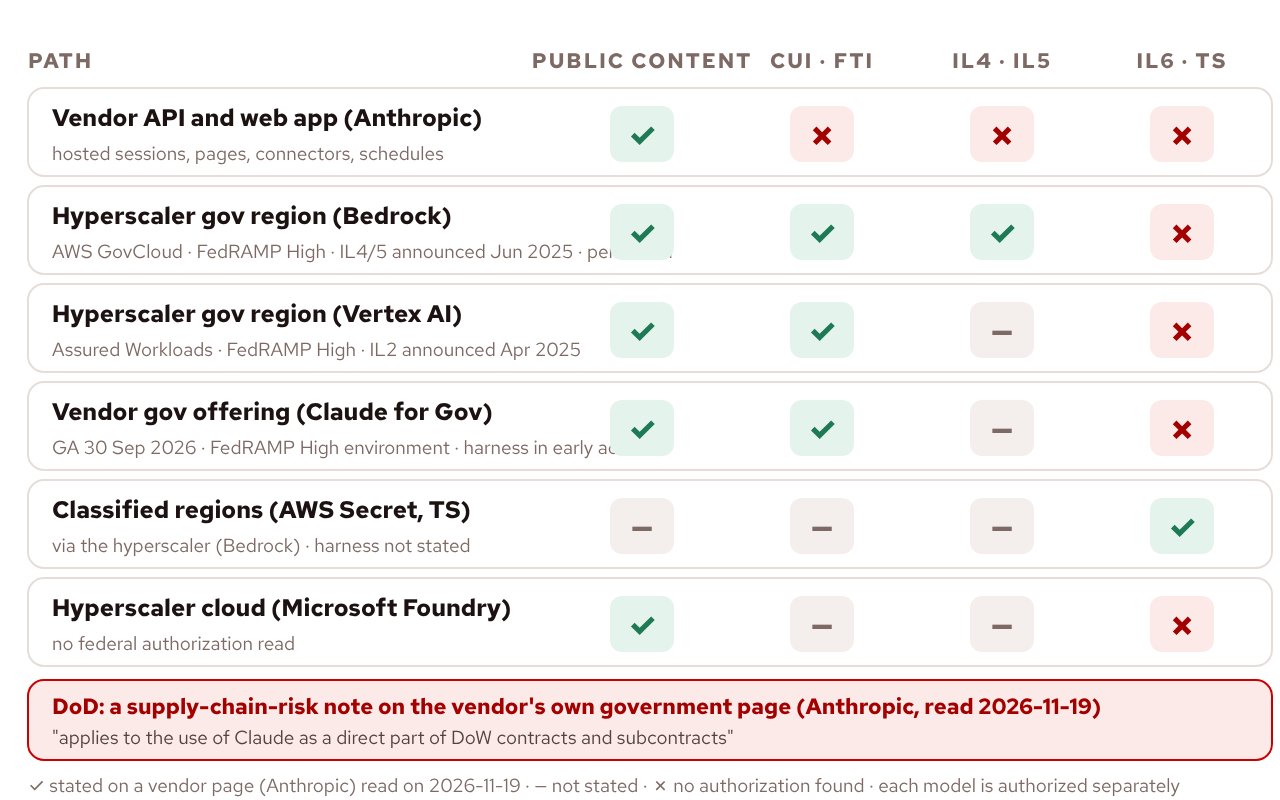 PATH PUBLIC CONTENT CUI · FTI IL4 · IL5 IL6 · TS
Vendor API and web app (Anthropic)
hosted sessions, pages, connectors, schedules
✓ ✕ ✕ ✕
Hyperscaler gov region (Bedrock)
AWS GovCloud · FedRAMP High · IL4/5 announced Jun 2025 ·
✓ ✓ ✓ ✕
Hyperscaler gov region (Vertex AI)
Assured Workloads · FedRAMP High · IL2 announced Apr 2025
✓ ✓ – ✕
Vendor gov offering (Claude for Gov)
GA 30 Sep 2026 · FedRAMP High environment · harness in early
✓ ✓ – ✕
Classified regions (AWS Secret, TS)
via the hyperscaler (Bedrock) · harness not stated
– – – ✓
Hyperscaler cloud (Microsoft Foundry)
no federal authorization read
✓ – – ✕
DoD: a supply-chain-risk note on the vendor's own government page (Anthropic, read 2026-11-19)
"applies to the use of Claude as a direct part of DoW contracts and subcontracts"
✓ stated on a vendor page (Anthropic) read on 2026-11-19 · – not stated · ✕ no authorization found · each model is authorized separately